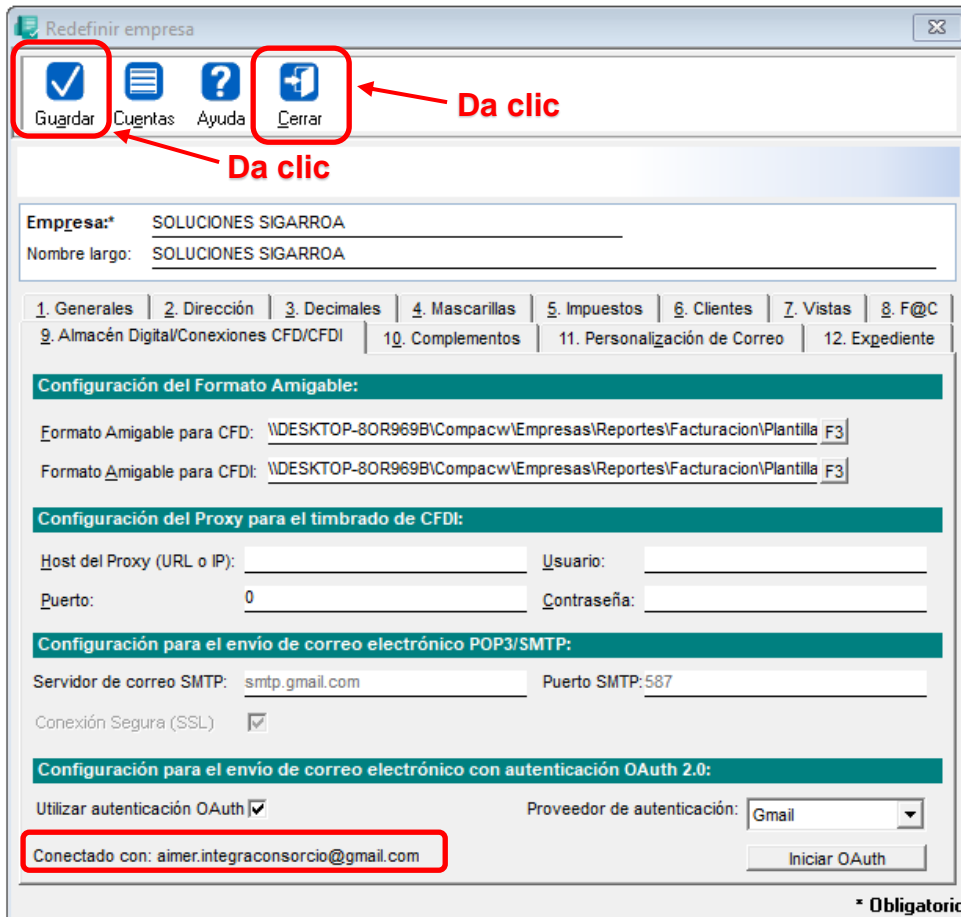 Redefinir empresa
Guardar Cuentas Ayuda Cerrar
Da clic
Da clic
Empresa:* SOLUCIONES SIGARROA
Nombre largo: SOLUCIONES SIGARROA
1. Generales 2. Dirección 3. Decimales 4. Mascarillas 5. Impuestos 6. Clientes 7. Vistas 8. F@C
9. Almacén Digital/Conexiones CFD/CFDI 10. Complementos 11. Personalización de Correo 12. Expediente
Configuración del Formato Amigable:
Formato Amigable para CFD: \\DESKTOP-8OR969B\Compacw\Empresas\Reportes\Facturacion\Plantilla F3
Formato Amigable para CFDI: \\DESKTOP-8OR969B\Compacw\Empresas\Reportes\Facturacion\Plantilla F3
Configuración del Proxy para el timbrado de CFDI:
Host del Proxy (URL o IP): Usuario:
Puerto: 0 Contraseña:
Configuración para el envío de correo electrónico POP3/SMTP:
Servidor de correo SMTP: smtp.gmail.com Puerto SMTP: 587
Conexión Segura (SSL)
Configuración para el envío de correo electrónico con autenticación OAuth 2.0:
Utilizar autenticación OAuth Proveedor de autenticación: Gmail
Conectado con: aimer.integraconsorcio@gmail.com Iniciar OAuth
* Obligatorio